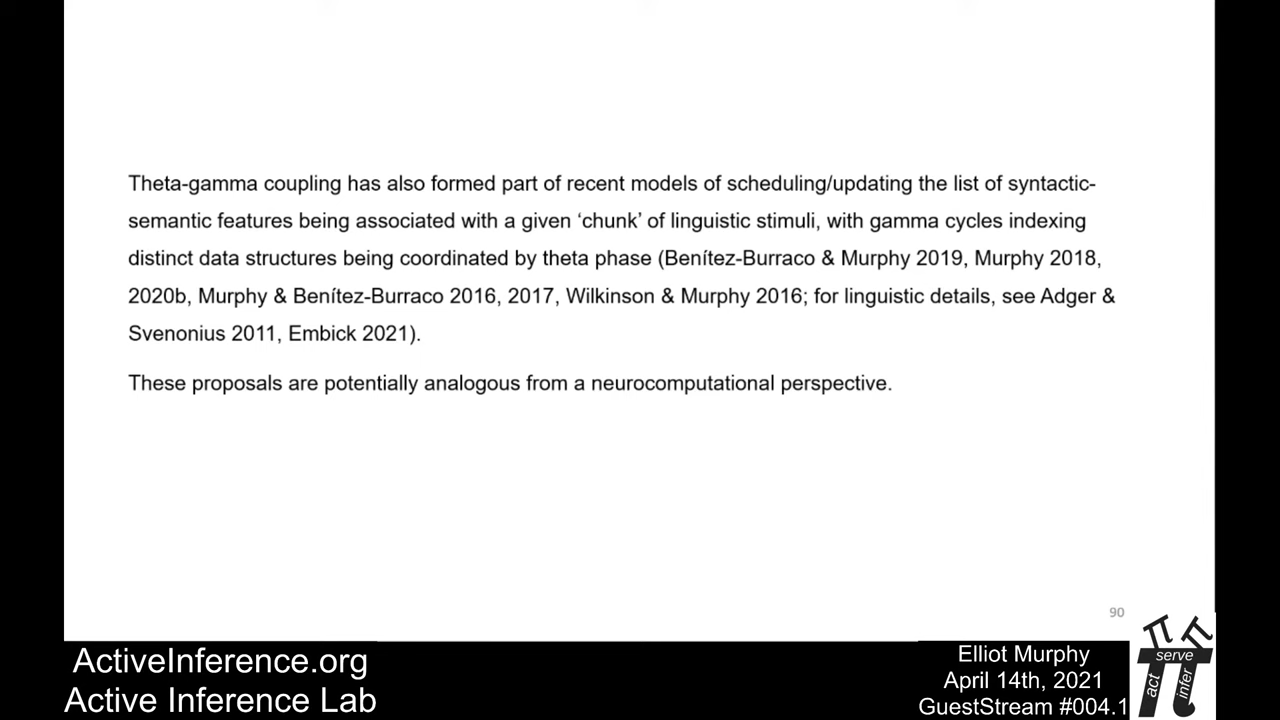 Theta-gamma coupling has also formed part of recent models of scheduling/updating the list of syntactic-
semantic features being associated with a given ‘chunk’ of linguistic stimuli, with gamma cycles indexing
distinct data structures being coordinated by theta phase (Benítez-Burraco & Murphy 2019, Murphy 2018,
2020b, Murphy & Benítez-Burraco 2016, 2017, Wilkinson & Murphy 2016; for linguistic details, see Adger &
Svenonius 2011, Embick 2021).
These proposals are potentially analogous from a neurocomputational perspective.
90
ActiveInference.org
Active Inference Lab
Elliot Murphy
April 14th, 2021
GuestStream #004.1
π π
serve
π
act
infer